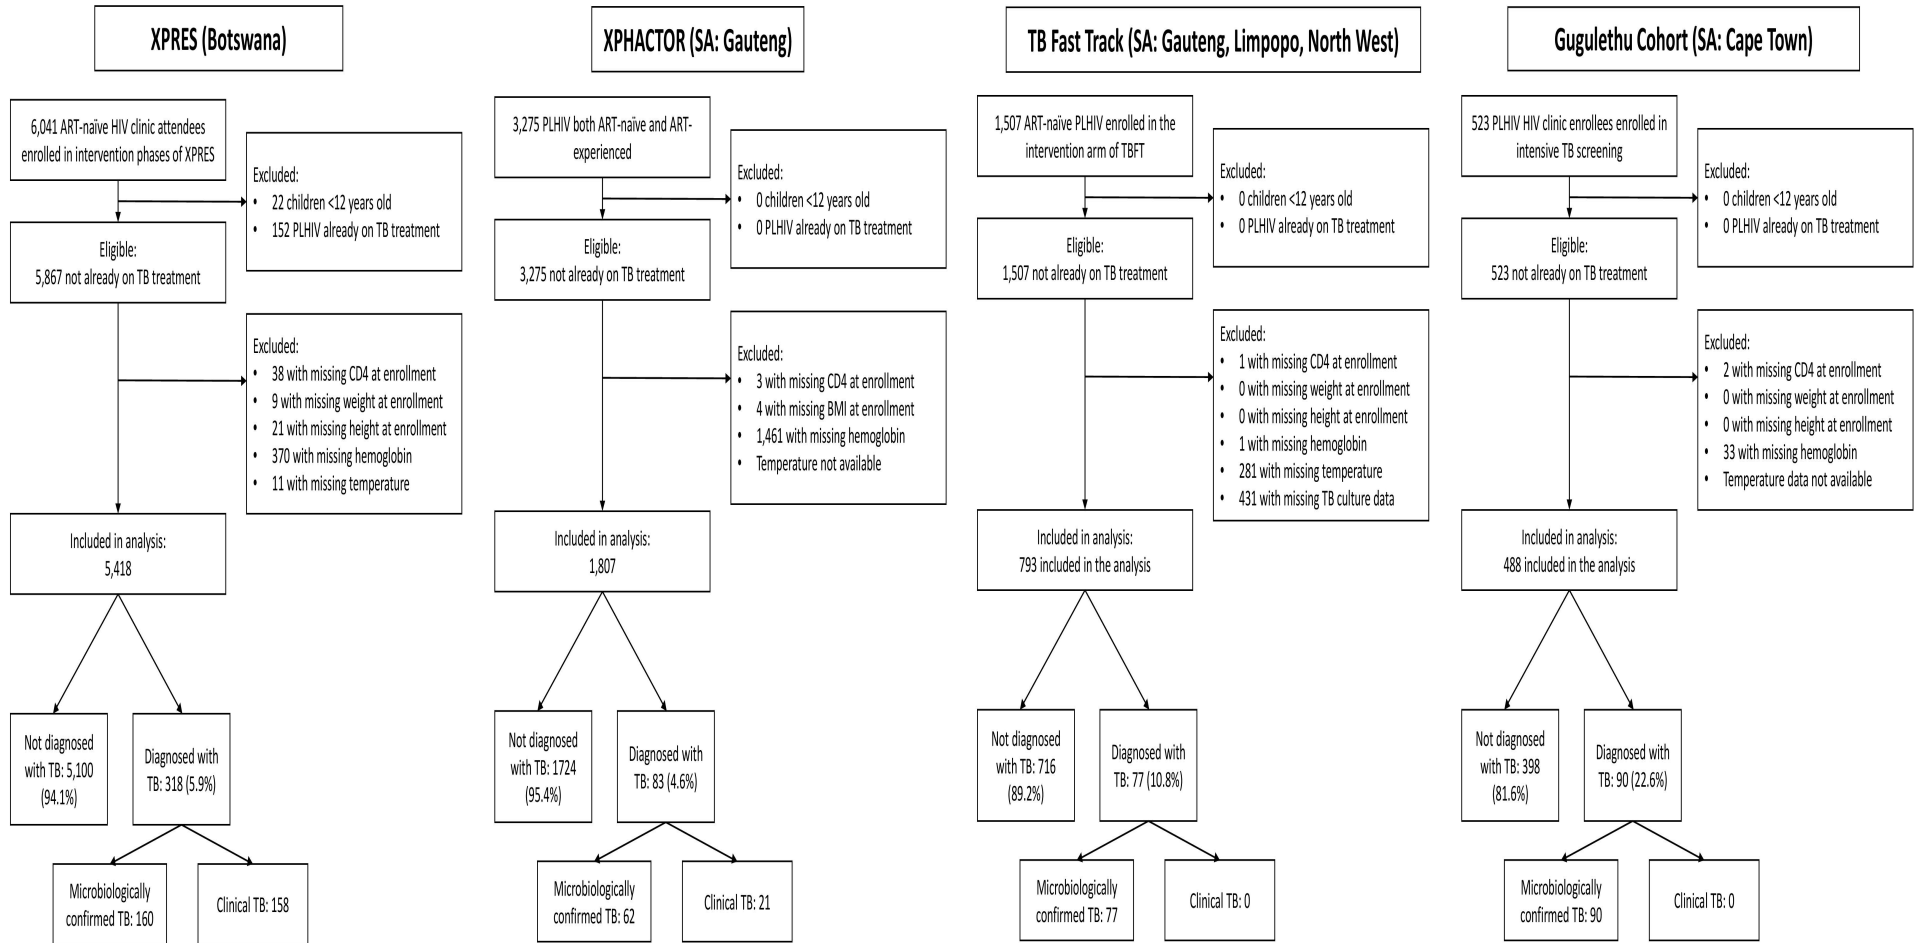 XPRES (Botswana)
6,041 ART-naïve HIV clinic attendees
enrolled in intervention phases of XPRES
Excluded:
• 22 children <12 years old
• 152 PLHIV already on TB treatment
Eligible:
5,867 not already on TB treatment
Excluded:
• 38 with missing CD4 at enrollment
• 9 with missing weight at enrollment
• 21 with missing height at enrollment
• 370 with missing hemoglobin
• 11 with missing temperature
Included in analysis:
5,418
Not diagnosed
with TB: 5,100
(94.1%)
Diagnosed with
TB: 318 (5.9%)
Microbiologically
confirmed TB: 160
Clinical TB: 158
XPHACTOR (SA: Gauteng)
3,275 PLHIV both ART-naïve and ART-
experienced
Excluded:
• 0 children <12 years old
• 0 PLHIV already on TB treatment
Eligible:
3,275 not already on TB treatment
Excluded:
• 3 with missing CD4 at enrollment
• 4 with missing BMI at enrollment
• 1,461 with missing hemoglobin
• Temperature not available
Included in analysis:
1,807
Not diagnosed
with TB: 1724
(95.4%)
Diagnosed with
TB: 83 (4.6%)
Microbiologically
confirmed TB: 62
Clinical TB: 21
TB Fast Track (SA: Gauteng, Limpopo, North West)
1,507 ART-naïve PLHIV enrolled in the
intervention arm of TBFT
Excluded:
• 0 children <12 years old
• 0 PLHIV already on TB treatment
Eligible:
1,507 not already on TB treatment
Excluded:
• 1 with missing CD4 at enrollment
• 0 with missing weight at enrollment
• 0 with missing height at enrollment
• 1 with missing hemoglobin
• 281 with missing temperature
• 431 with missing TB culture data
Included in analysis:
793 included in the analysis
Not diagnosed
with TB: 716
(89.2%)
Diagnosed with
TB: 77 (10.8%)
Microbiologically
confirmed TB: 77
Clinical TB: 0
Gugulethu Cohort (SA: Cape Town)
523 PLHIV HIV clinic enrollees enrolled in
intensive TB screening
Excluded:
• 0 children <12 years old
• 0 PLHIV already on TB treatment
Eligible:
523 not already on TB treatment
Excluded:
• 2 with missing CD4 at enrollment
• 0 with missing weight at enrollment
• 0 with missing height at enrollment
• 33 with missing hemoglobin
• Temperature data not available
Included in analysis:
488 included in the analysis
Not diagnosed
with TB: 398
(81.6%)
Diagnosed with
TB: 90 (22.6%)
Microbiologically
confirmed TB: 90
Clinical TB: 0